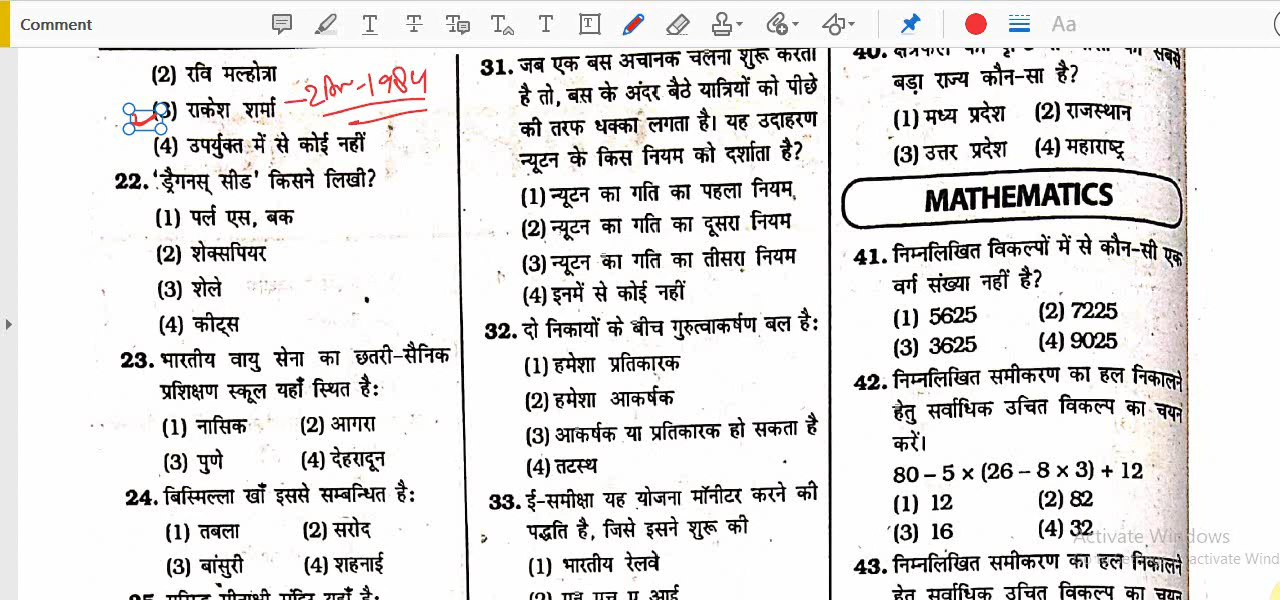 Comment
Aa
(2) रवि मल्होत्रा
(3) राकेश शर्मा
1984
(4) उपर्युक्त में से कोई नहीं
22. 'ड्रैगनस् सीड' किसने लिखी?
(1) पर्ल एस, बक
(2) शेक्सपियर
(3) शेले
(4) कीट्स
23. भारतीय वायु सेना का छतरी-सैनिक
प्रशिक्षण स्कूल यहाँ स्थित है:
(1) नासिक (2) आगरा
(3) पुणे (4) देहरादून
24. बिस्मिल्ला खाँ इससे सम्बन्धित है:
(1) तबला (2) सरोद
(3) बांसुरी (4) शहनाई
31. जब एक बस अचानक चलना शुरू करती
है तो, बस के अंदर बैठे यात्रियों को पीछे
की तरफ धक्का लगता है। यह उदाहरण
न्यूटन के किस नियम को दर्शाता है?
(1) न्यूटन का गति का पहला नियम
(2) न्यूटन का गति का दूसरा नियम
(3) न्यूटन का गति का तीसरा नियम
(4) इनमें से कोई नहीं
32. दो निकायों के बीच गुरुत्वाकर्षण बल है:
(1) हमेशा प्रतिकारक
(2) हमेशा आकर्षक
(3) आकर्षक या प्रतिकारक हो सकता है
(4) तटस्थ
33. ई-समीक्षा यह योजना मॉनीटर करने की
पद्धति है, जिसे इसने शुरू की
(1) भारतीय रेलवे
40.
बड़ा राज्य कौन-सा है?
(1) मध्य प्रदेश (2) राजस्थान
(3) उत्तर प्रदेश (4) महाराष्ट्र
MATHEMATICS
41. निम्नलिखित विकल्पों में से कौन-सी एक
वर्ग संख्या नहीं है?
(1) 5625 (2) 7225
(3) 3625 (4) 9025
42. निम्नलिखित समीकरण का हल निकालने
हेतु सर्वाधिक उचित विकल्प का चयन
करें।
80 – 5 × (26 – 8 × 3) + 12
(1) 12 (2) 82
(3) 16 (4) 32
Activate Windows
43. निम्नलिखित समीकरण का हल निकालने
हेतु सर्वाधिक उचित विकल्प का चयन